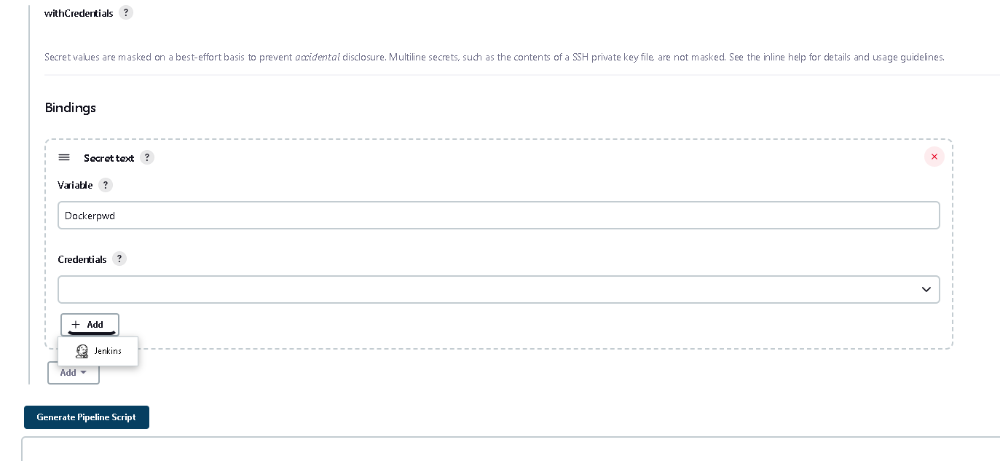 withCredentials ?
Secret values are masked on a best-effort basis to prevent accidental disclosure. Multiline secrets, such as the contents of a SSH private key file, are not masked. See the inline help for details and usage guidelines.
Bindings
Secret text ?
Variable ?
Dockerpwd
Credentials ?
+ Add
Jenkins
Add
Generate Pipeline Script